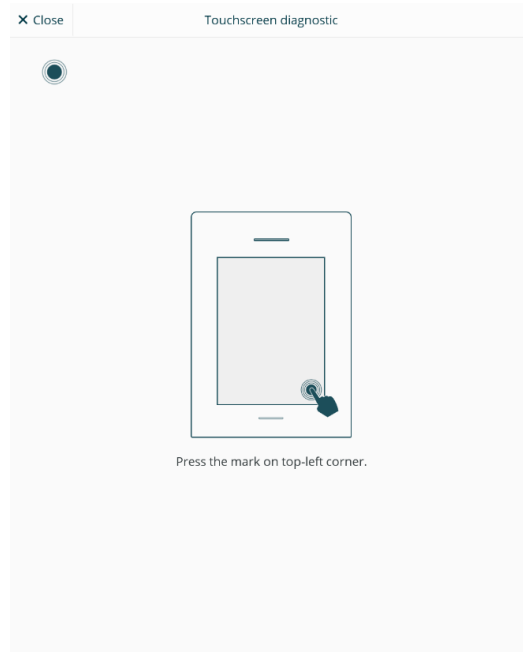 Close
Touchscreen diagnostic
Press the mark on top-left corner.